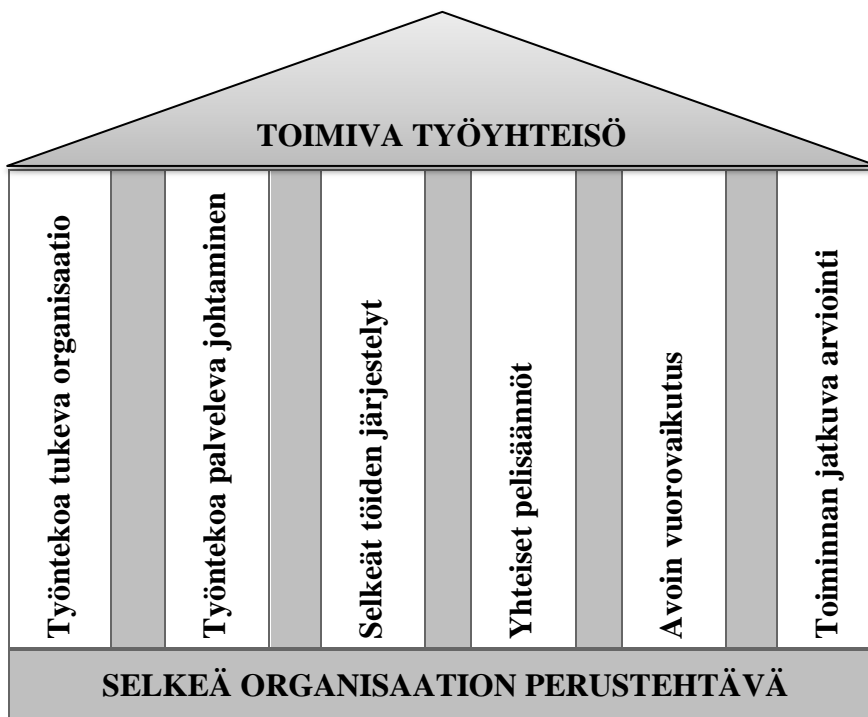 TOIMIVA TYÖYHTEISÖ
Työntekoa tukeva organisaatio
Työntekoa palveleva johtaminen
Selkeät töiden järjestelyt
Yhteiset pelisäännöt
Avoin vuorovaikutus
Toiminnan jatkuva arviointi
SELKEÄ ORGANISAATION PERUSTEHTÄVÄ